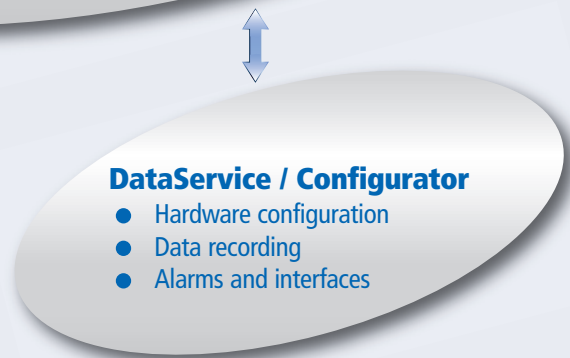 DataService / Configurator
● Hardware configuration
● Data recording
● Alarms and interfaces